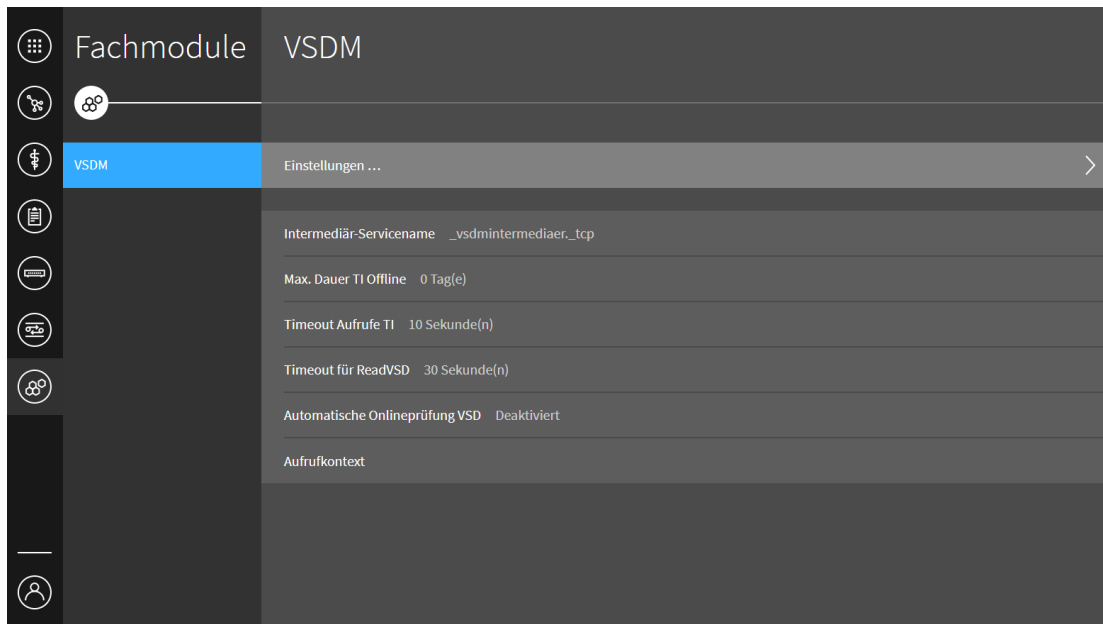 Fachmodule
VSDM
VSDM
Einstellungen ...
Intermediär-Servicename _vsdmintermediaer._tcp
Max. Dauer TI Offline 0 Tag(e)
Timeout Aufrufe TI 10 Sekunde(n)
Timeout für ReadVSD 30 Sekunde(n)
Automatische Onlineprüfung VSD Deaktiviert
Aufrufkontext